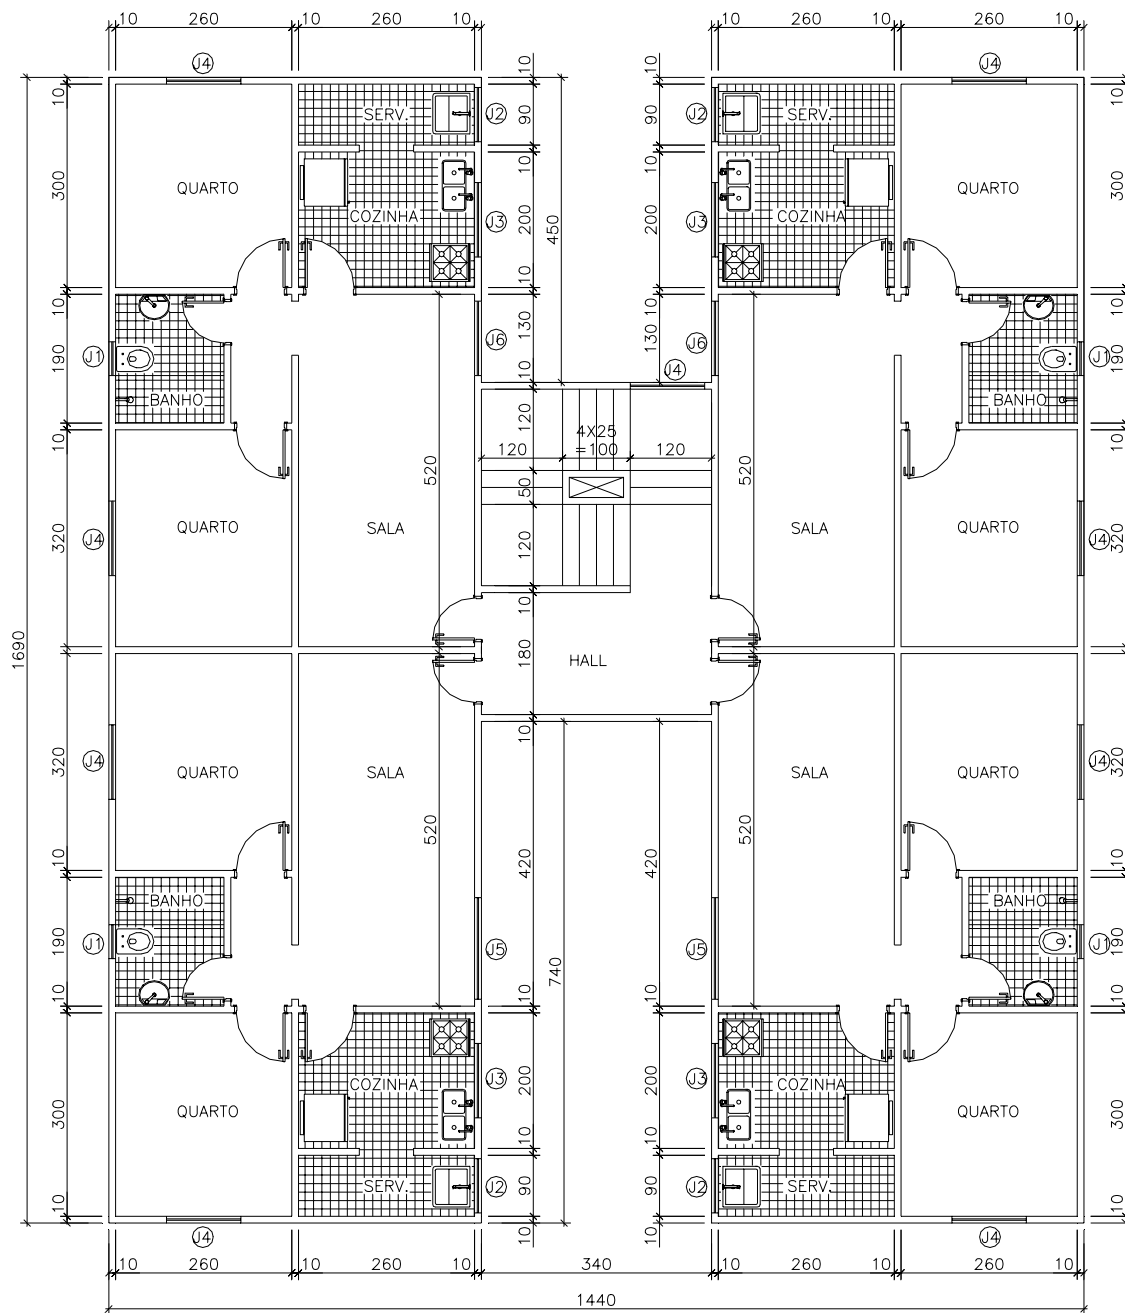 10 260 10 260 10 10 260 10 260 10
J4 J4
10 10 10 10
SERV. J2 90 90 J2 SERV.
300 QUARTO 10 10 QUARTO 300
COZINHA J3 200 450 200 J3 COZINHA
10 10
10 10 10 10
190 J1 J6 130 130 J6 J1 190
10 J4
BANHO BANHO
10 120 4X25 10
120 =100 120
520 50 520
320 J4 QUARTO SALA SALA QUARTO J4 320
120
10
1690 180 HALL
10
320 J4 QUARTO SALA SALA QUARTO J4 320
520 520
10 420 420 10
BANHO BANHO
190 J1 J5 740 J5 J1 190
10 10 10 10
COZINHA J3 200 200 J3 COZINHA
300 QUARTO QUARTO 300
10 10
SERV. J2 90 90 J2 SERV.
10 10 10 10
J4 J4
10 260 10 260 10 340 10 260 10 260 10
1440